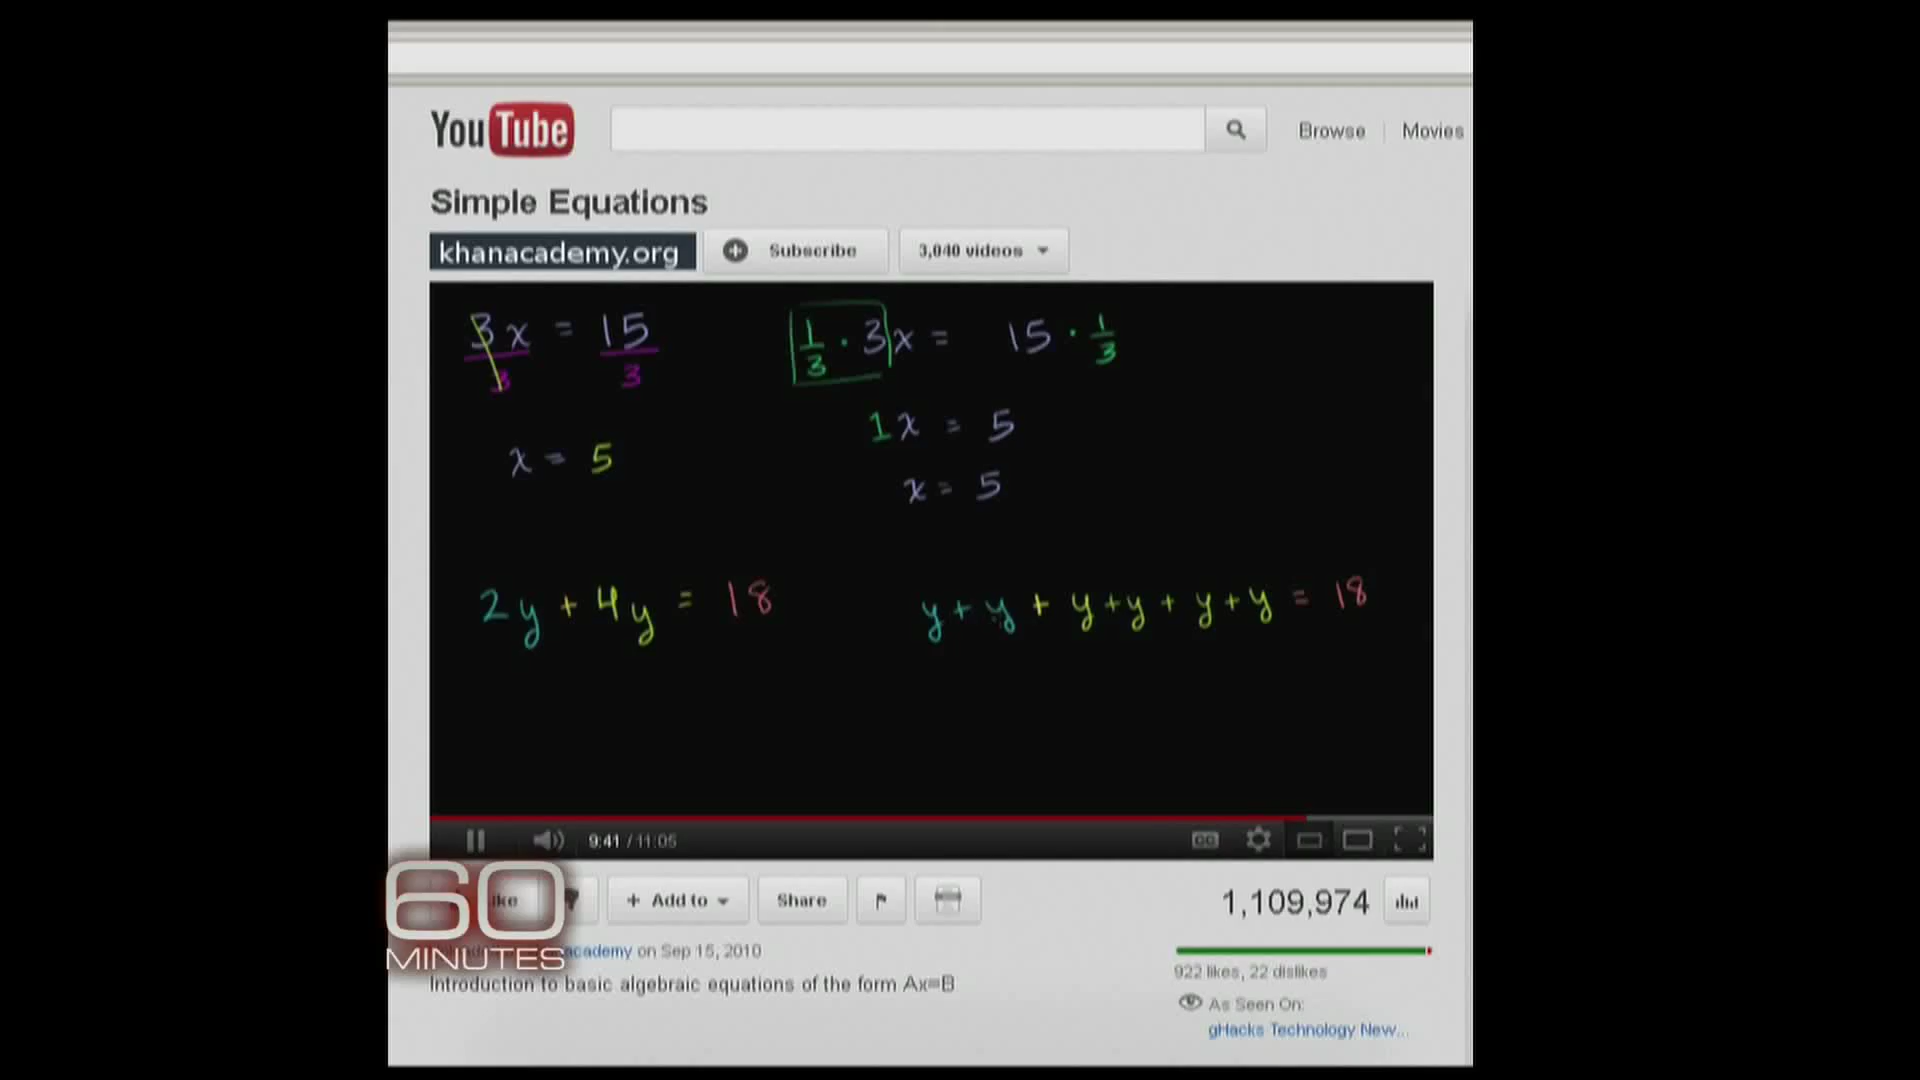 YouTube Browse Movies
Simple Equations
khanacademy.org Subscribe 3,040 videos
3x = 15 1/3 · 3x = 15 · 1/3
3 3
1x = 5
x = 5
x = 5
2y + 4y = 18 y + y + y + y + y + y = 18
9:41 / 11:05 CC
60 ike + Add to Share 1,109,974
MINUTES academy on Sep 15, 2010
Introduction to basic algebraic equations of the form Ax=B
922 likes, 22 dislikes
As Seen On:
gHacks Technology New...